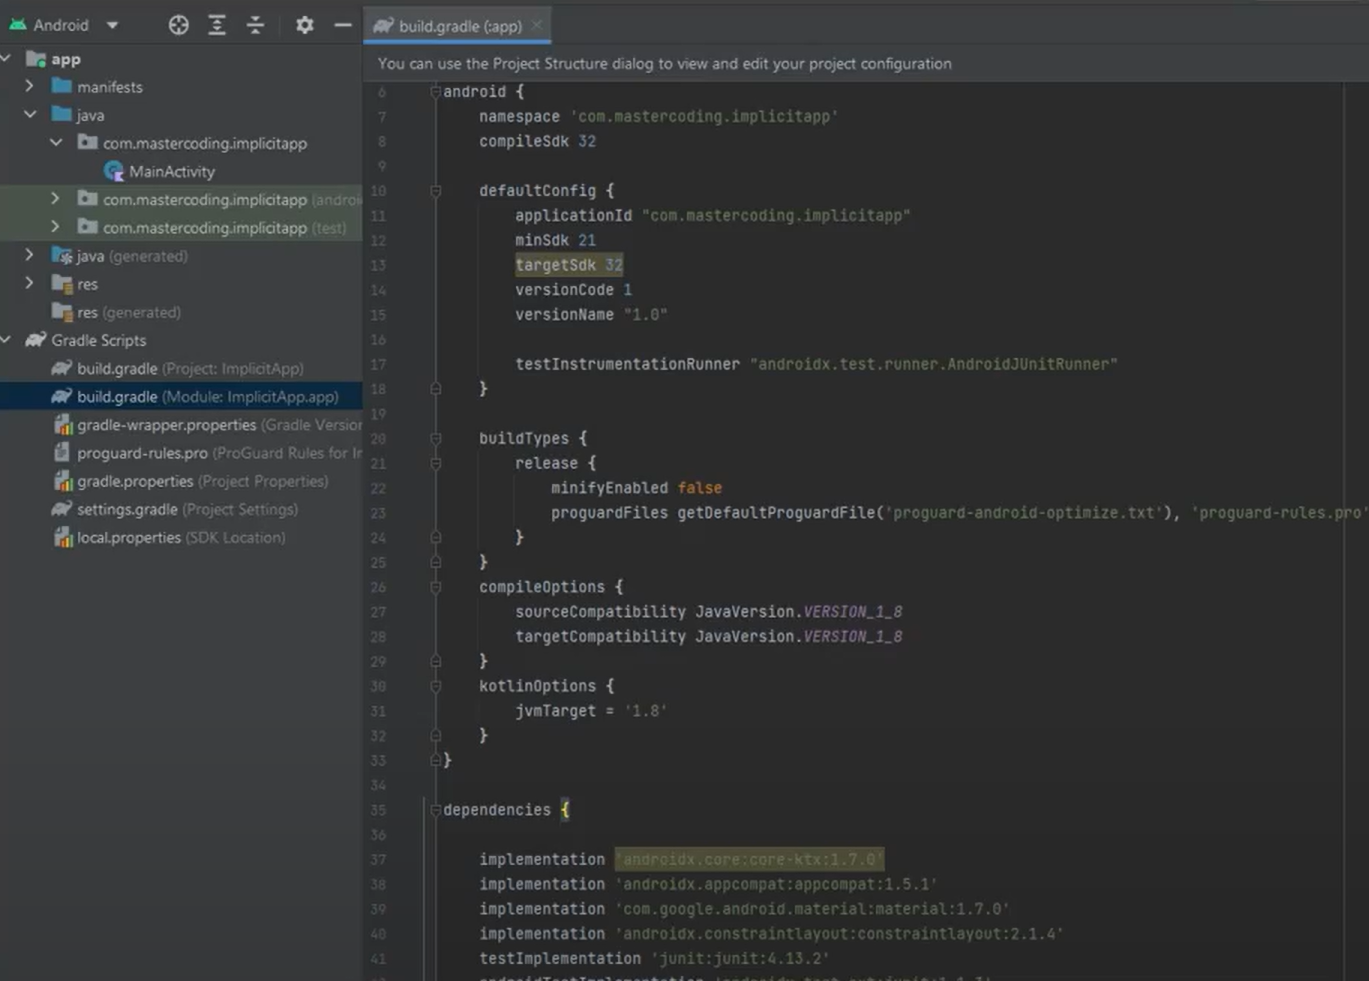 Android
app
manifests
java
com.mastercoding.implicitapp
MainActivity
com.mastercoding.implicitapp (androi
com.mastercoding.implicitapp (test)
java (generated)
res
res (generated)
Gradle Scripts
build.gradle (Project: ImplicitApp)
build.gradle (Module: ImplicitApp.app)
gradle-wrapper.properties (Gradle Version
proguard-rules.pro (ProGuard Rules for Im
gradle.properties (Project Properties)
settings.gradle (Project Settings)
local.properties (SDK Location)
build.gradle (:app)
You can use the Project Structure dialog to view and edit your project configuration
6 android {
7 namespace 'com.mastercoding.implicitapp'
8 compileSdk 32
9
10 defaultConfig {
11 applicationId "com.mastercoding.implicitapp"
12 minSdk 21
13 targetSdk 32
14 versionCode 1
15 versionName "1.0"
16
17 testInstrumentationRunner "androidx.test.runner.AndroidJUnitRunner"
18 }
19
20 buildTypes {
21 release {
22 minifyEnabled false
23 proguardFiles getDefaultProguardFile('proguard-android-optimize.txt'), 'proguard-rules.pro'
24 }
25 }
26 compileOptions {
27 sourceCompatibility JavaVersion.VERSION_1_8
28 targetCompatibility JavaVersion.VERSION_1_8
29 }
30 kotlinOptions {
31 jvmTarget = '1.8'
32 }
33 }
34
35 dependencies {
36
37 implementation 'androidx.core:core-ktx:1.7.0'
38 implementation 'androidx.appcompat:appcompat:1.5.1'
39 implementation 'com.google.android.material:material:1.7.0'
40 implementation 'androidx.constraintlayout:constraintlayout:2.1.4'
41 testImplementation 'junit:junit:4.13.2'